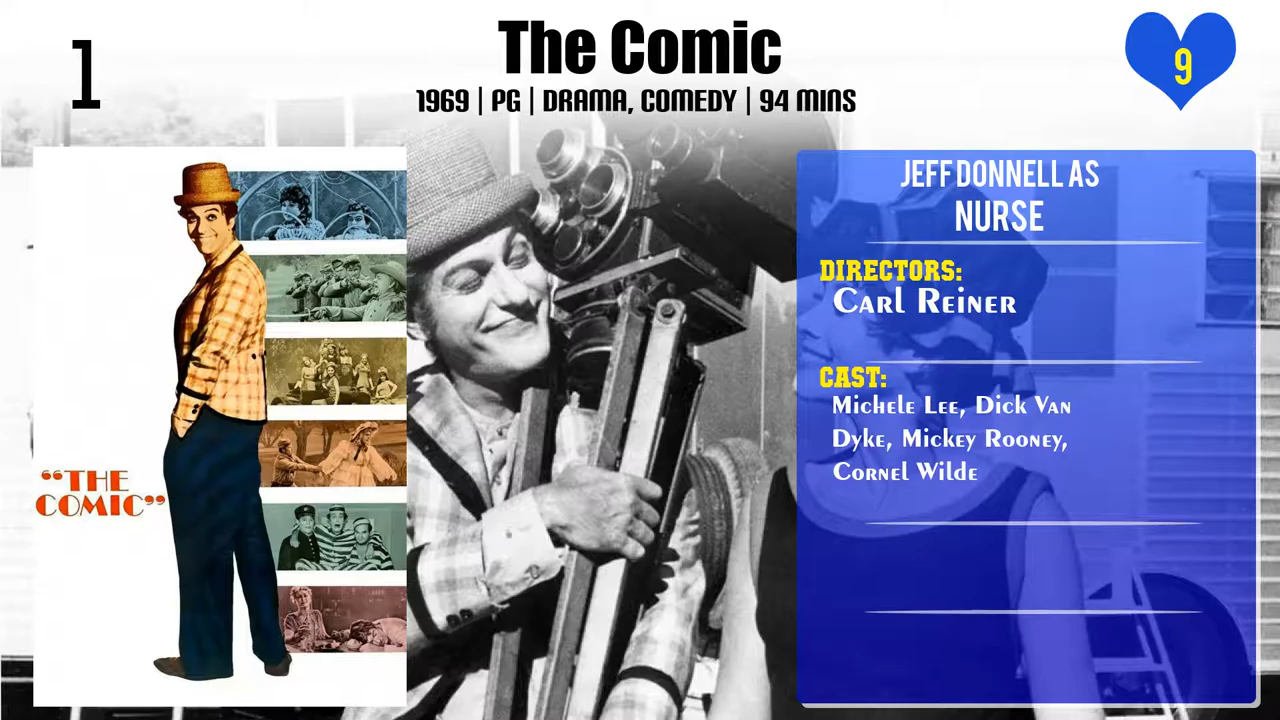 1
The Comic
1969 | PG | DRAMA, COMEDY | 94 MINS
9
"THE
COMIC"
JEFF DONNELL AS
NURSE
DIRECTORS:
Carl Reiner
CAST:
Michele Lee, Dick Van
Dyke, Mickey Rooney,
Cornel Wilde